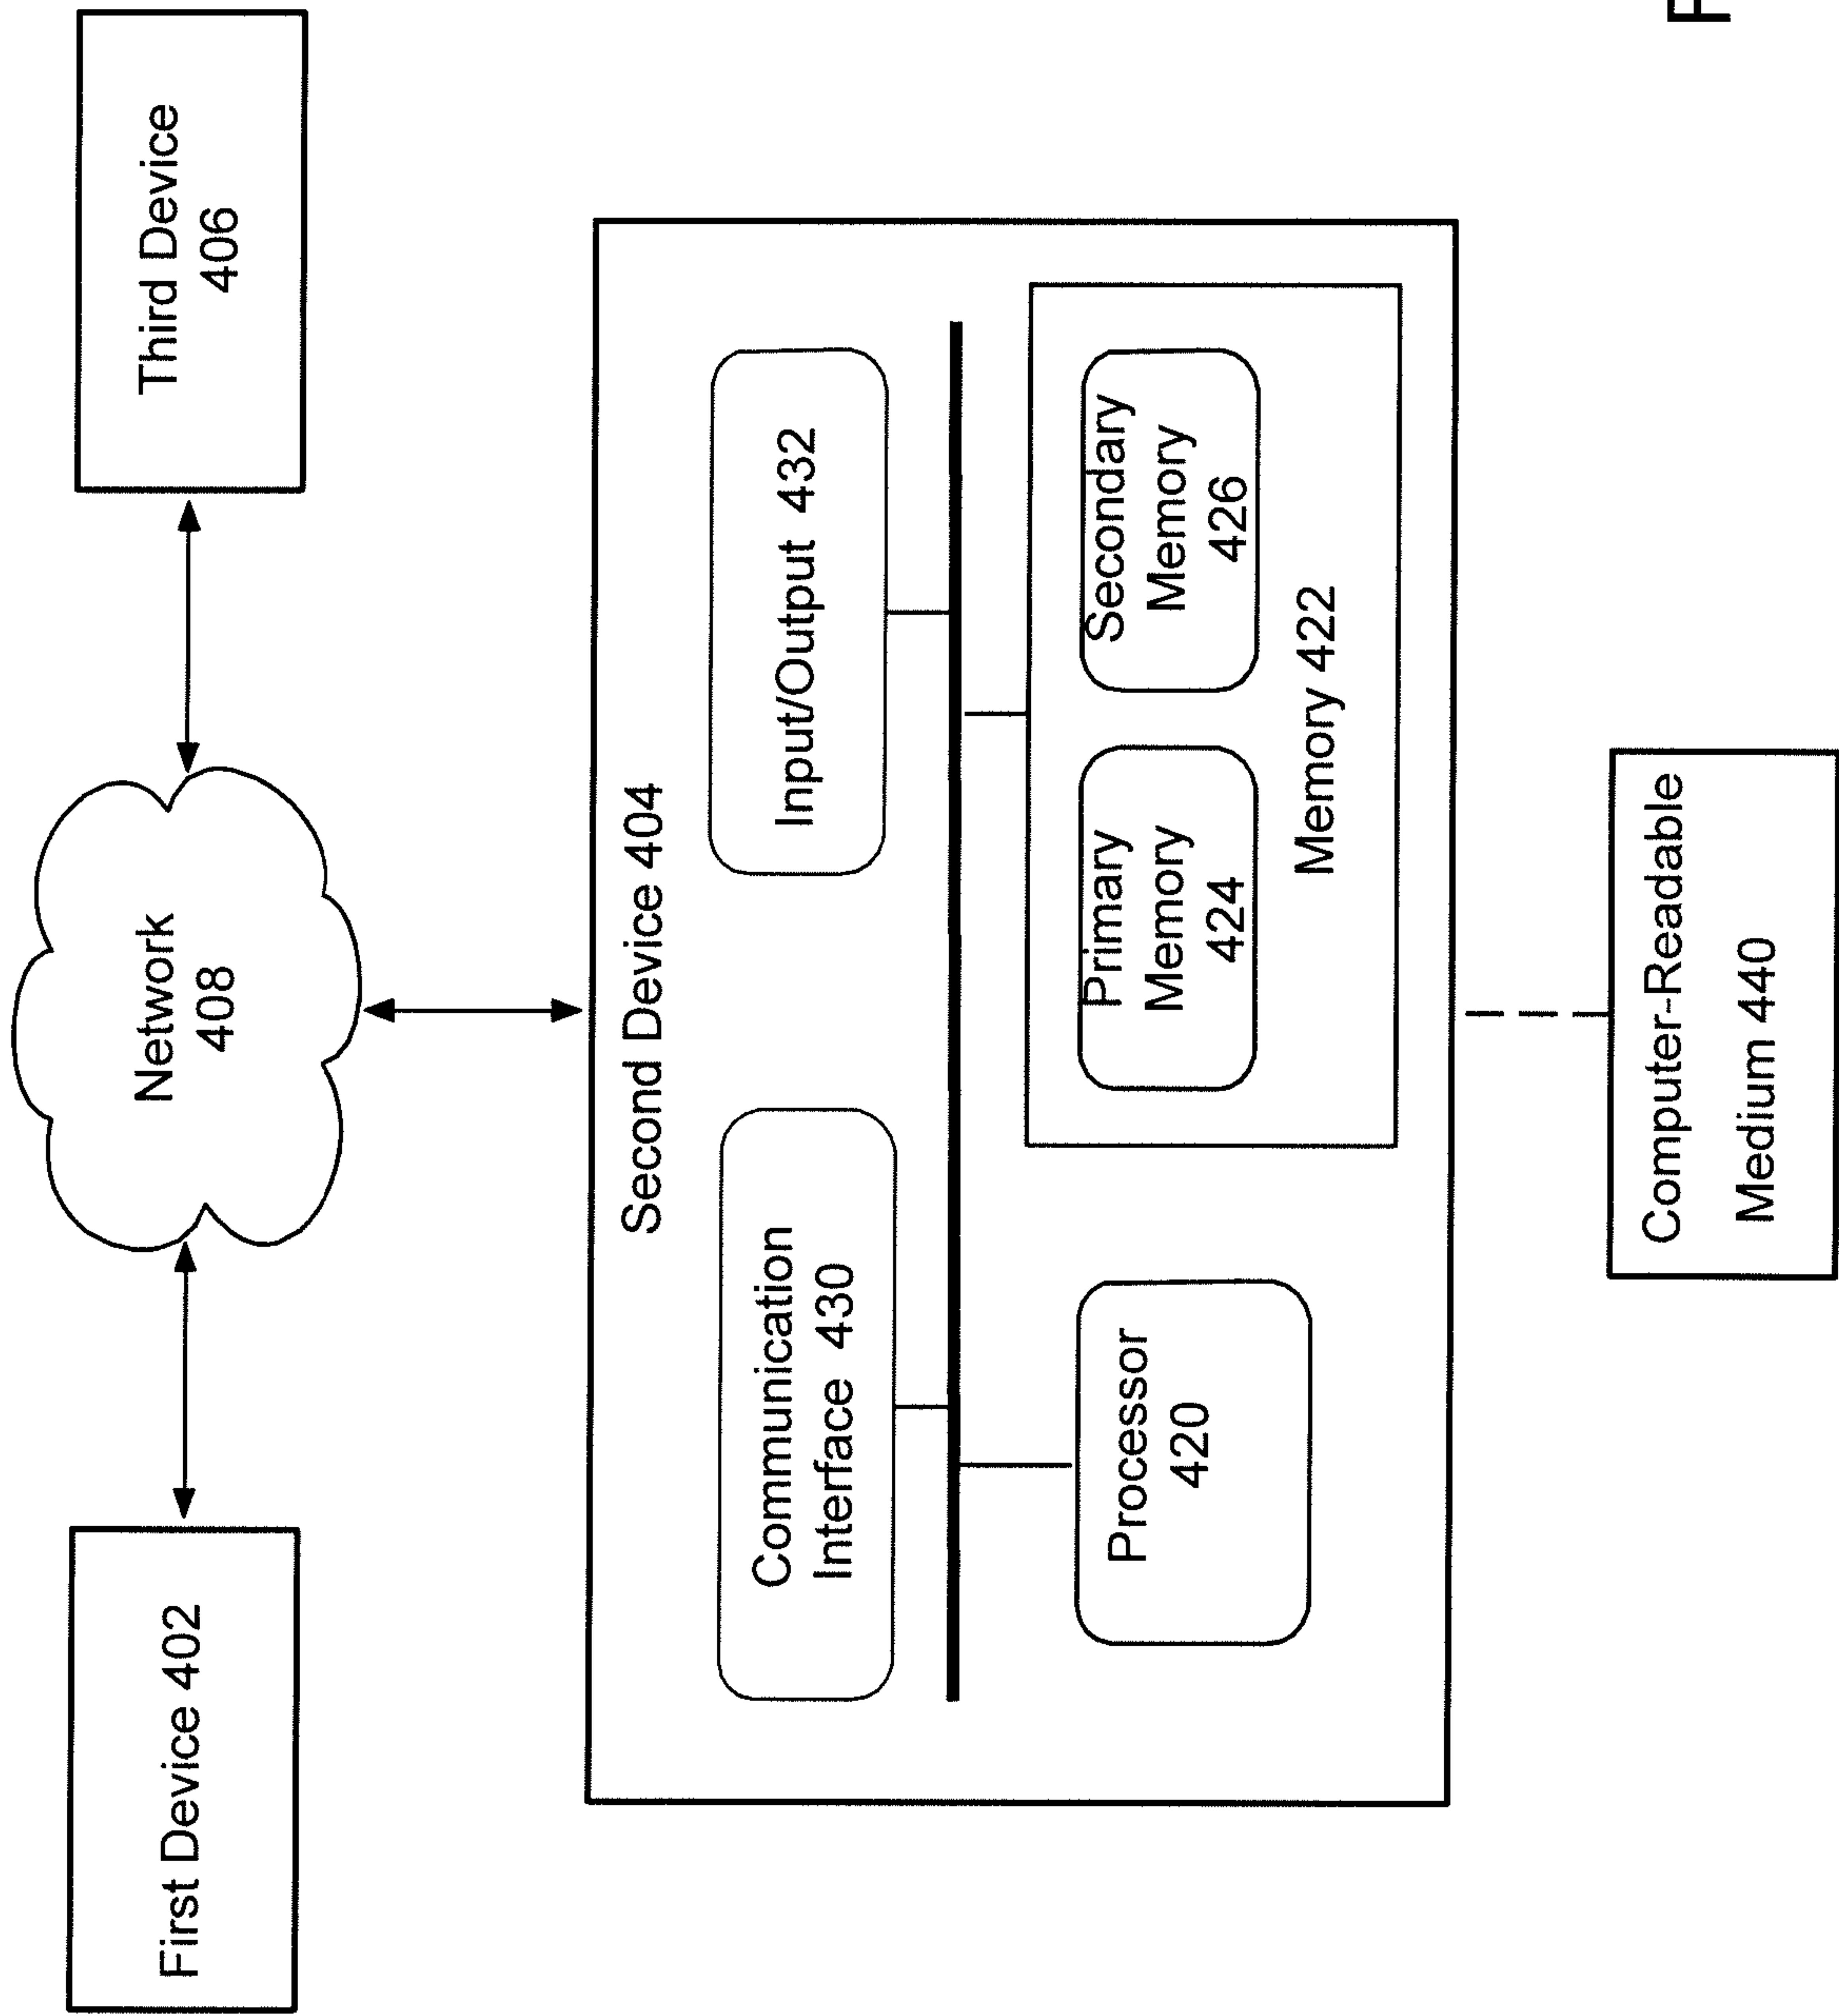 First Device 402
Network
408
Third Device
406
Second Device 404
Communication
Interface 430
Input/Output 432
Processor
420
Primary
Memory
424
Secondary
Memory
426
Memory 422
Computer-Readable
Medium 440